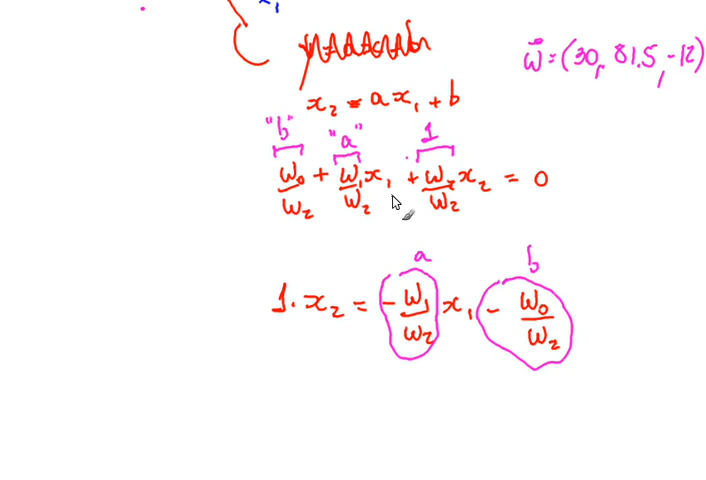 x₁
w⃗ = (30, 81.5, -12)
x₂ = ax₁ + b
"b" "a" 1
w₀/w₂ + w₁/w₂ x₁ + w₂/w₂ x₂ = 0
a b
1·x₂ = -w₁/w₂ x₁ - w₀/w₂